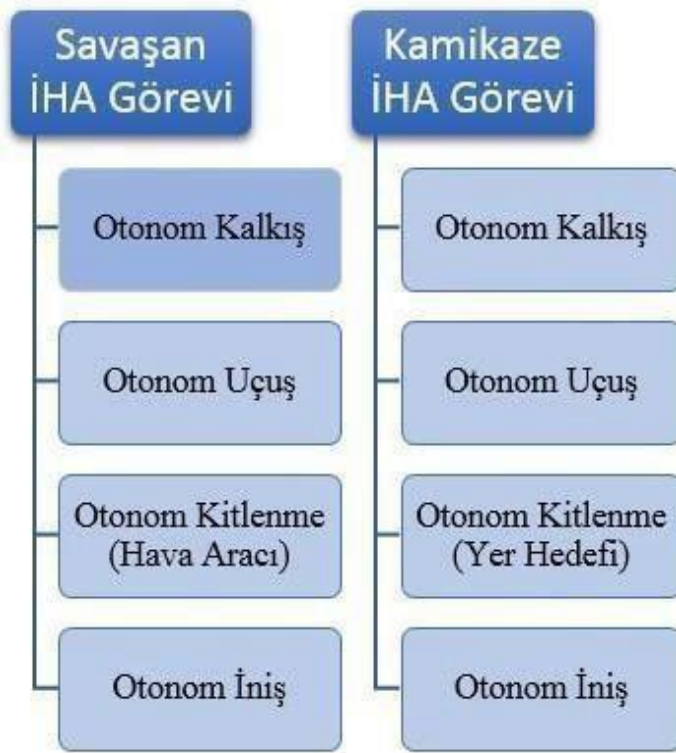 Savaşan
İHA Görevi
Otonom Kalkış
Otonom Uçuş
Otonom Kitlenme
(Hava Aracı)
Otonom İniş
Kamikaze
İHA Görevi
Otonom Kalkış
Otonom Uçuş
Otonom Kitlenme
(Yer Hedefi)
Otonom İniş